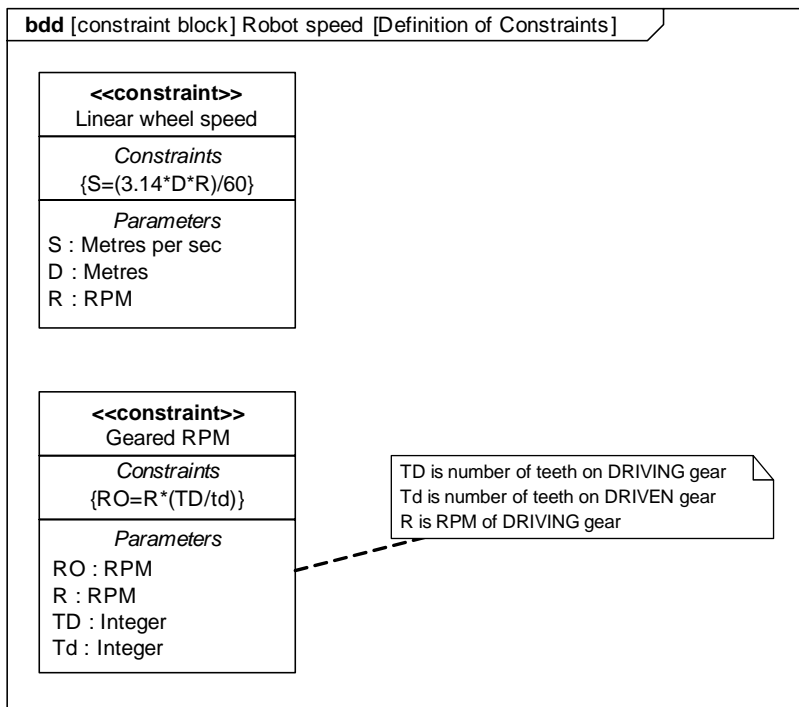 bdd [constraint block] Robot speed [Definition of Constraints]
<<constraint>>
Linear wheel speed
Constraints
{S=(3.14*D*R)/60}
Parameters
S : Metres per sec
D : Metres
R : RPM
<<constraint>>
Geared RPM
Constraints
{RO=R*(TD/td)}
Parameters
RO : RPM
R : RPM
TD : Integer
Td : Integer
TD is number of teeth on DRIVING gear
Td is number of teeth on DRIVEN gear
R is RPM of DRIVING gear